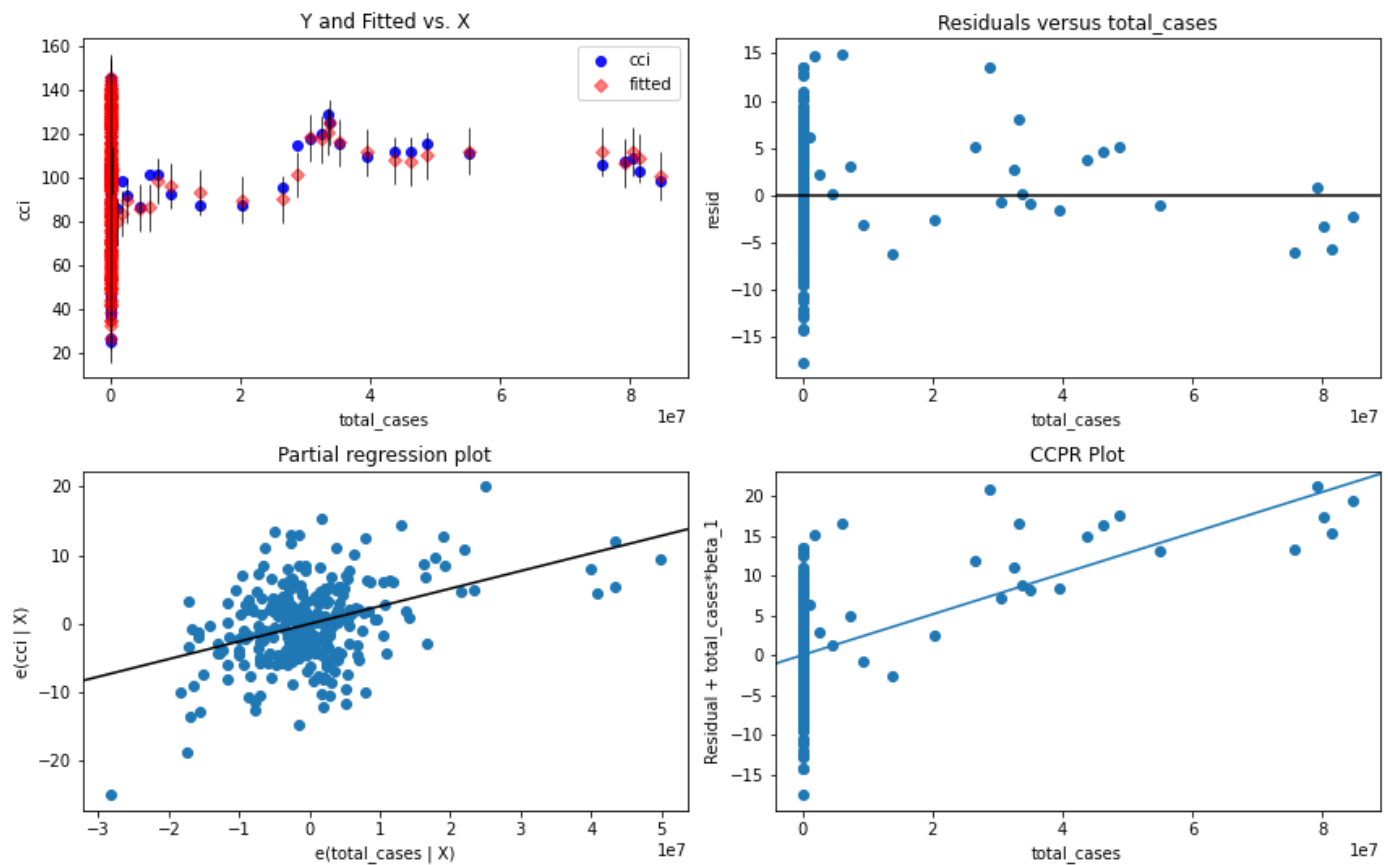 Y and Fitted vs. X
160
140
120
100
80
60
40
20
cci
cci
fitted
0
2
4
6
8
1e7
total_cases
Residuals versus total_cases
15
10
5
0
−5
−10
−15
resid
0
2
4
6
8
1e7
total_cases
Partial regression plot
20
10
0
−10
−20
e(cci | X)
−3
−2
−1
0
1
2
3
4
5
1e7
e(total_cases | X)
CCPR Plot
20
15
10
5
0
−5
−10
−15
Residual + total_cases*beta_1
0
2
4
6
8
1e7
total_cases